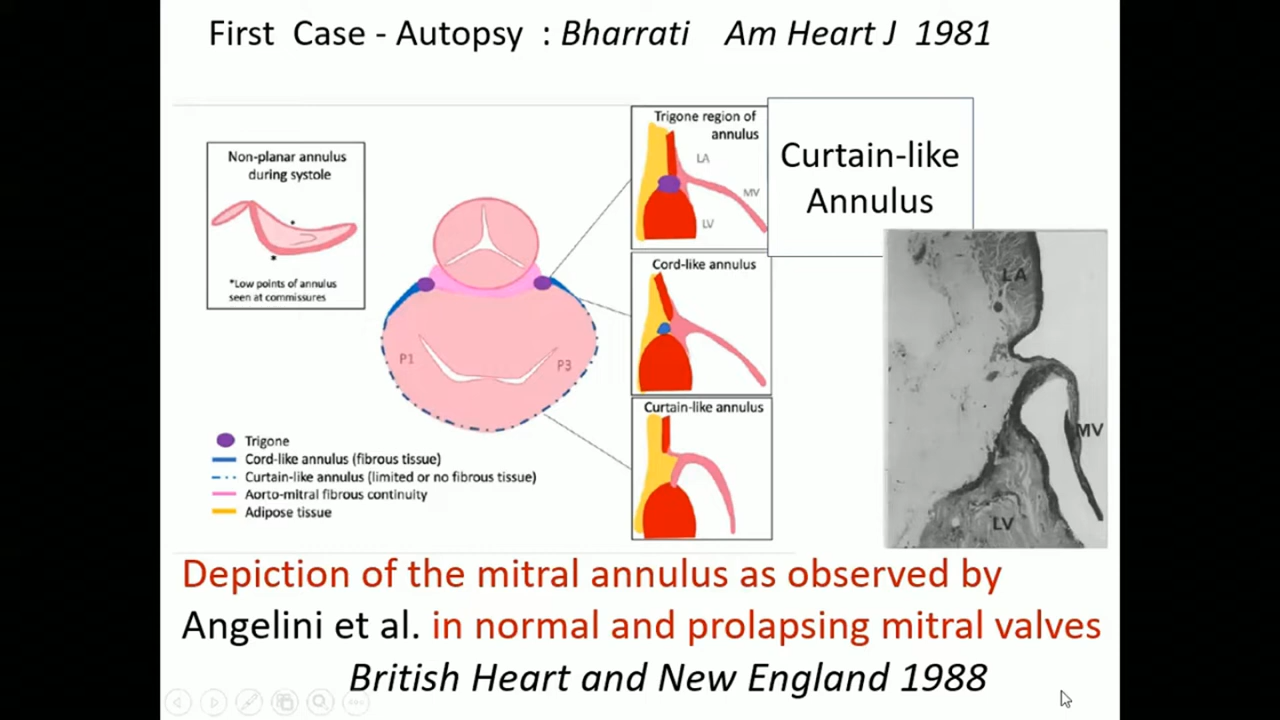 First Case - Autopsy : Bharrati Am Heart J 1981
Non-planar annulus
during systole
*
*
*Low points of annulus
seen at commissures
P1
P3
Trigone
Cord-like annulus (fibrous tissue)
Curtain-like annulus (limited or no fibrous tissue)
Aorto-mitral fibrous continuity
Adipose tissue
Trigone region of
annulus
LA
MV
LV
Cord-like annulus
Curtain-like annulus
Curtain-like
Annulus
LA
MV
LV
Depiction of the mitral annulus as observed by
Angelini et al. in normal and prolapsing mitral valves
British Heart and New England 1988